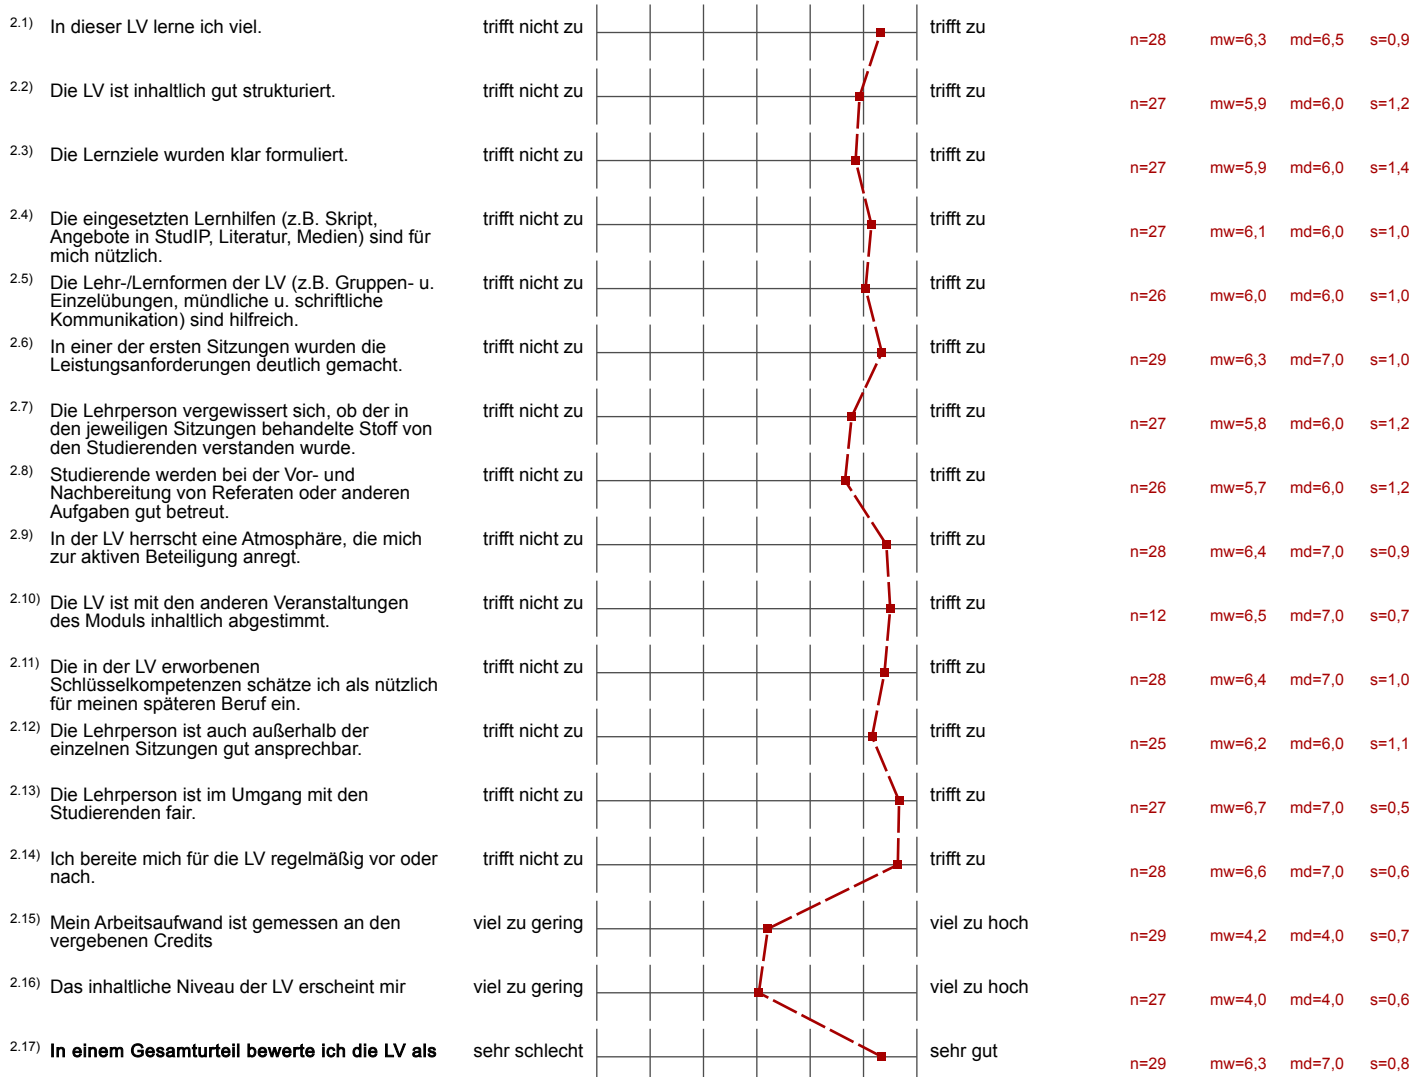 2.1) In dieser LV lerne ich viel. trifft nicht zu trifft zu n=28 mw=6,3 md=6,5 s=0,9
2.2) Die LV ist inhaltlich gut strukturiert. trifft nicht zu trifft zu n=27 mw=5,9 md=6,0 s=1,2
2.3) Die Lernziele wurden klar formuliert. trifft nicht zu trifft zu n=27 mw=5,9 md=6,0 s=1,4
2.4) Die eingesetzten Lernhilfen (z.B. Skript, trifft nicht zu trifft zu
Angebote in StudIP, Literatur, Medien) sind für n=27 mw=6,1 md=6,0 s=1,0
mich nützlich.
2.5) Die Lehr-/Lernformen der LV (z.B. Gruppen- u. trifft nicht zu trifft zu
Einzelübungen, mündliche u. schriftliche n=26 mw=6,0 md=6,0 s=1,0
Kommunikation) sind hilfreich.
2.6) In einer der ersten Sitzungen wurden die trifft nicht zu trifft zu
Leistungsanforderungen deutlich gemacht. n=29 mw=6,3 md=7,0 s=1,0
2.7) Die Lehrperson vergewissert sich, ob der in trifft nicht zu trifft zu
den jeweiligen Sitzungen behandelte Stoff von n=27 mw=5,8 md=6,0 s=1,2
den Studierenden verstanden wurde.
2.8) Studierende werden bei der Vor- und trifft nicht zu trifft zu
Nachbereitung von Referaten oder anderen n=26 mw=5,7 md=6,0 s=1,2
Aufgaben gut betreut.
2.9) In der LV herrscht eine Atmosphäre, die mich trifft nicht zu trifft zu
zur aktiven Beteiligung anregt. n=28 mw=6,4 md=7,0 s=0,9
2.10) Die LV ist mit den anderen Veranstaltungen trifft nicht zu trifft zu
des Moduls inhaltlich abgestimmt. n=12 mw=6,5 md=7,0 s=0,7
2.11) Die in der LV erworbenen trifft nicht zu trifft zu
Schlüsselkompetenzen schätze ich als nützlich n=28 mw=6,4 md=7,0 s=1,0
für meinen späteren Beruf ein.
2.12) Die Lehrperson ist auch außerhalb der trifft nicht zu trifft zu
einzelnen Sitzungen gut ansprechbar. n=25 mw=6,2 md=6,0 s=1,1
2.13) Die Lehrperson ist im Umgang mit den trifft nicht zu trifft zu
Studierenden fair. n=27 mw=6,7 md=7,0 s=0,5
2.14) Ich bereite mich für die LV regelmäßig vor oder trifft nicht zu trifft zu
nach. n=28 mw=6,6 md=7,0 s=0,6
2.15) Mein Arbeitsaufwand ist gemessen an den viel zu gering viel zu hoch
vergebenen Credits n=29 mw=4,2 md=4,0 s=0,7
2.16) Das inhaltliche Niveau der LV erscheint mir viel zu gering viel zu hoch n=27 mw=4,0 md=4,0 s=0,6
2.17) In einem Gesamturteil bewerte ich die LV als sehr schlecht sehr gut n=29 mw=6,3 md=7,0 s=0,8